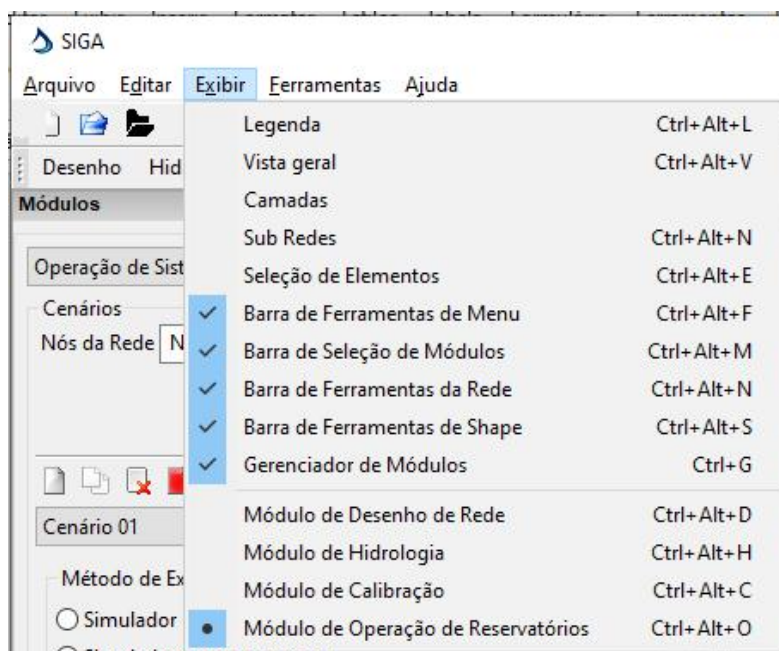 SIGA
Arquivo Editar Exibir Ferramentas Ajuda
Desenho Hid
Módulos
Operação de Sist
Cenários
Nós da Rede N
Cenário 01
Método de Ex
Simulador
Legenda Ctrl+Alt+L
Vista geral Ctrl+Alt+V
Camadas
Sub Redes Ctrl+Alt+N
Seleção de Elementos Ctrl+Alt+E
Barra de Ferramentas de Menu Ctrl+Alt+F
Barra de Seleção de Módulos Ctrl+Alt+M
Barra de Ferramentas da Rede Ctrl+Alt+N
Barra de Ferramentas de Shape Ctrl+Alt+S
Gerenciador de Módulos Ctrl+G
Módulo de Desenho de Rede Ctrl+Alt+D
Módulo de Hidrologia Ctrl+Alt+H
Módulo de Calibração Ctrl+Alt+C
Módulo de Operação de Reservatórios Ctrl+Alt+O